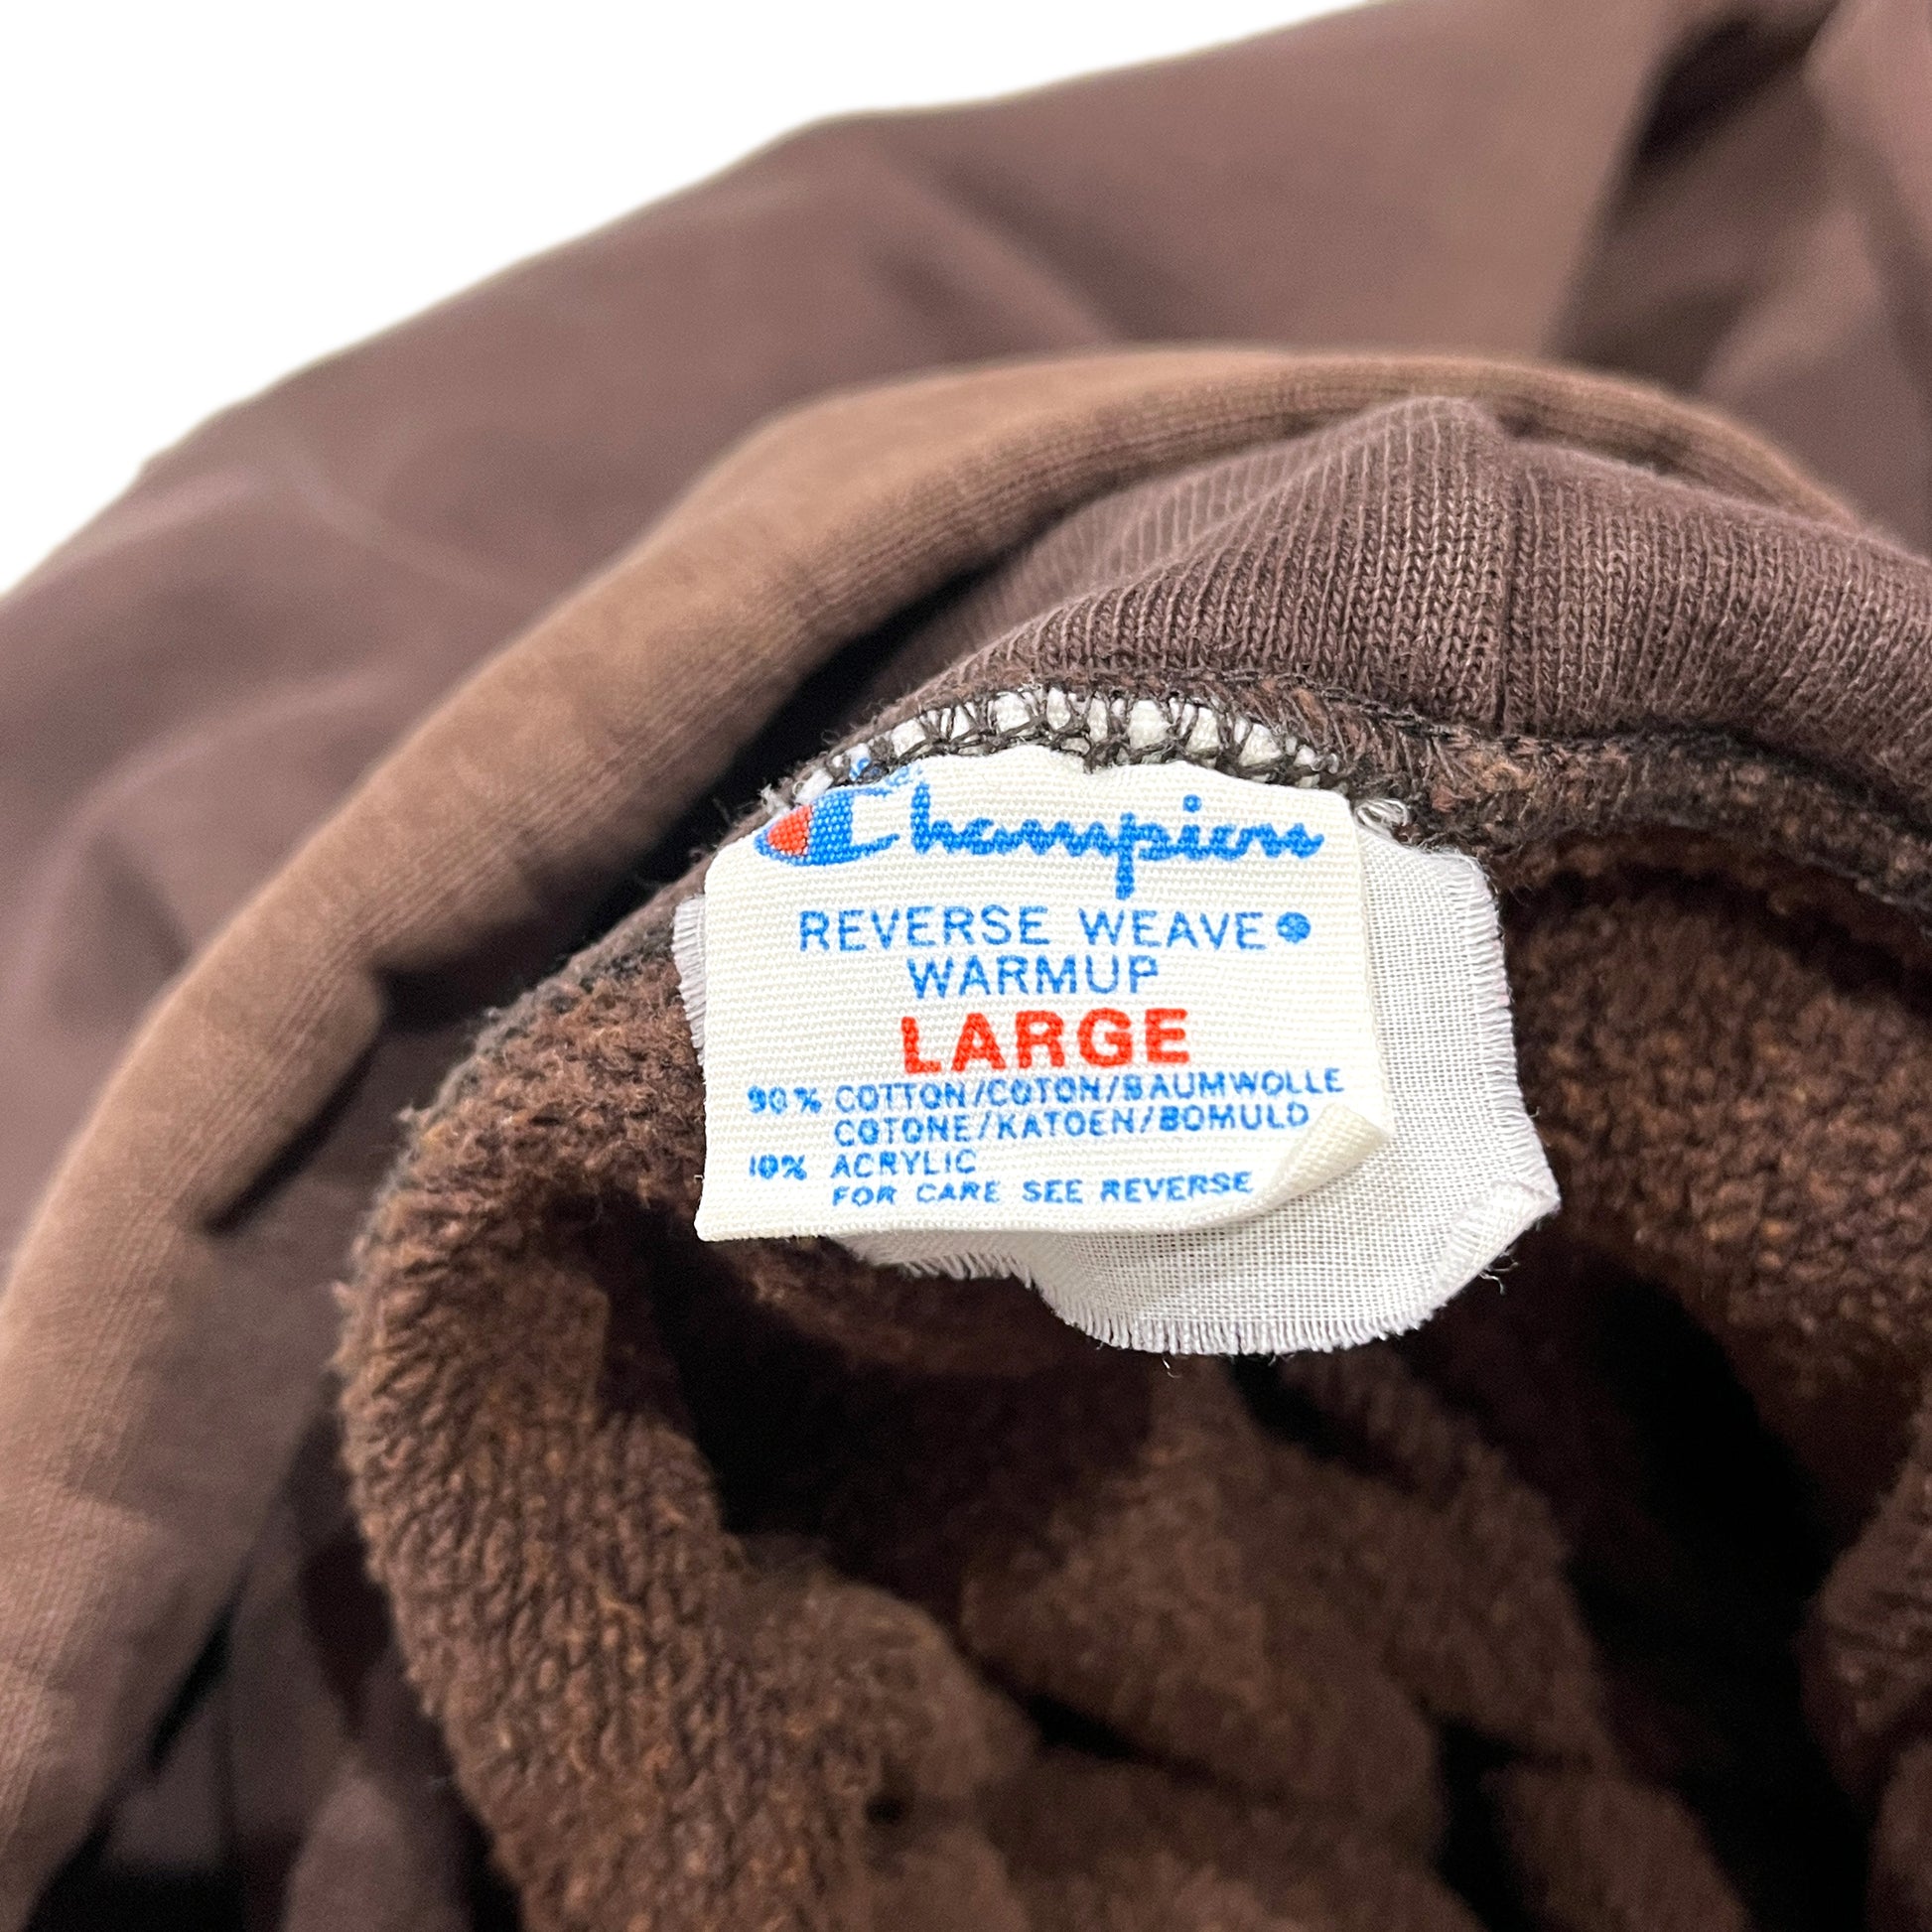 Champion
REVERSE WEAVE®
WARMUP
LARGE
90% COTTON/COTON/BAUMWOLLE
COTONE/KATOEN/BOMULD
10% ACRYLIC
FOR CARE SEE REVERSE